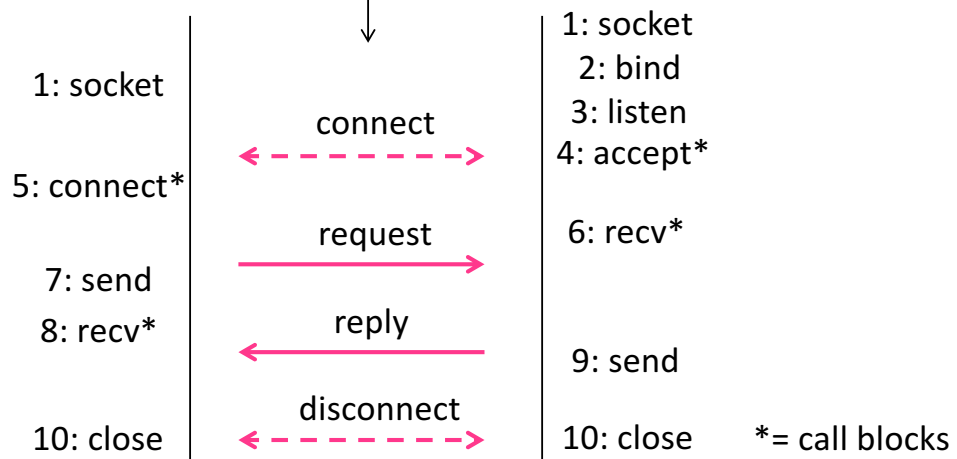 1: socket
1: socket
2: bind
3: listen
connect
4: accept*
5: connect*
request
6: recv*
7: send
8: recv*
reply
9: send
disconnect
10: close
10: close
*= call blocks